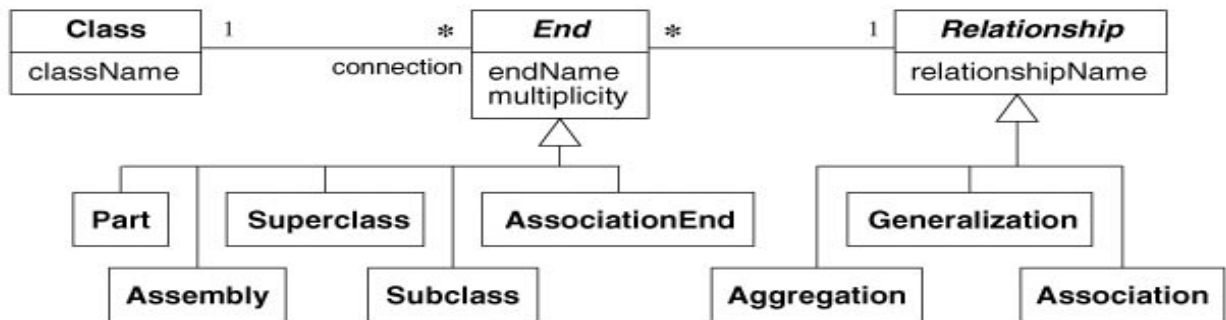 Class 1 * End * 1 Relationship
className connection endName relationshipName
multiplicity
Part Superclass AssociationEnd Generalization
Assembly Subclass Aggregation Association